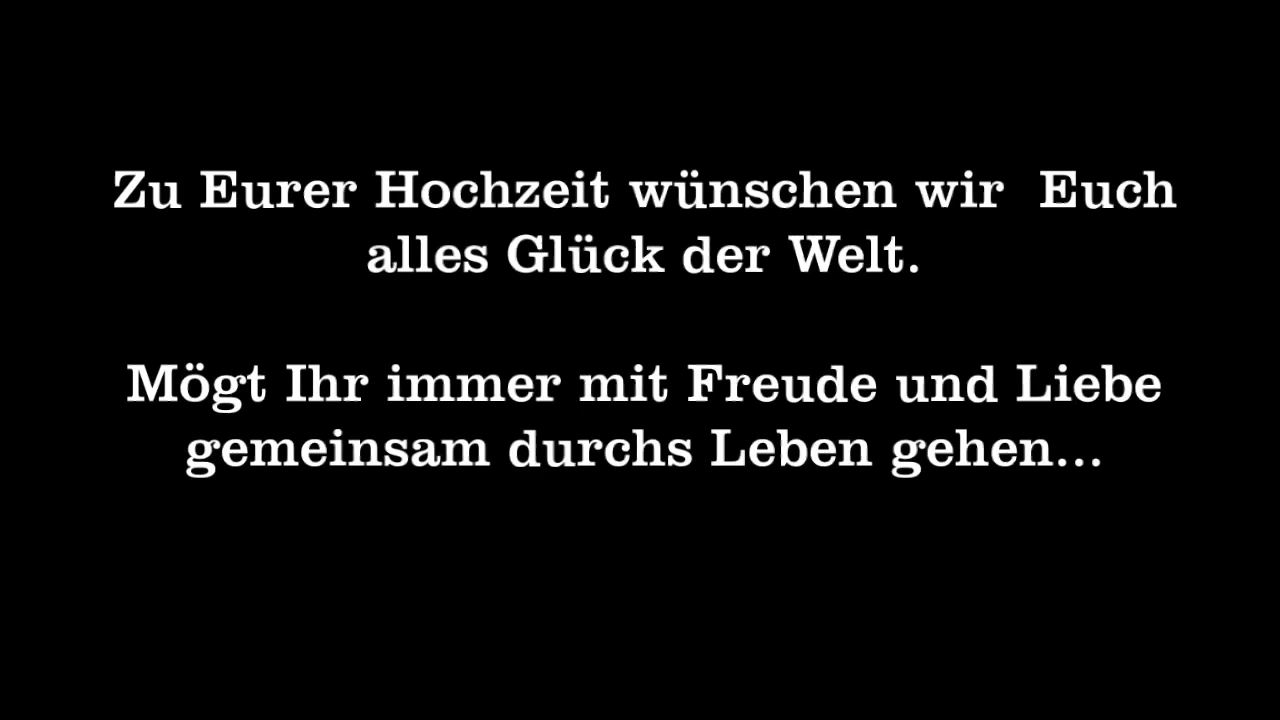 Zu Eurer Hochzeit wünschen wir  Euch
alles Glück der Welt.
Mögt Ihr immer mit Freude und Liebe
gemeinsam durchs Leben gehen...